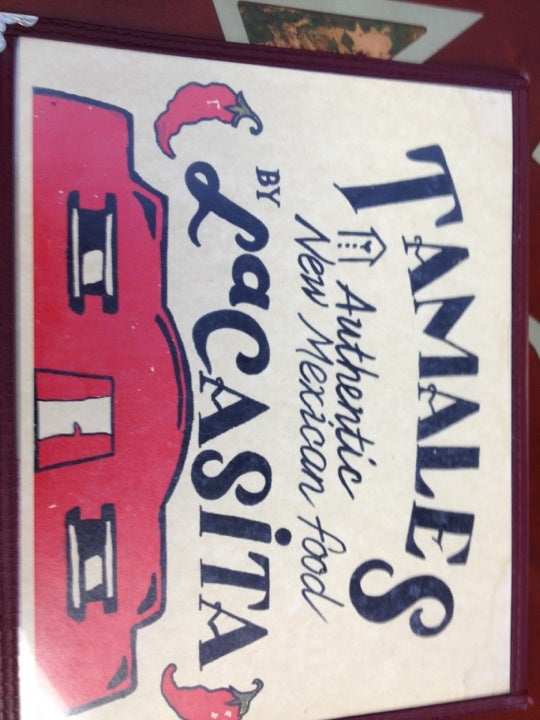 TAMALES
Authentic
New Mexican food
BY
La CASiTA